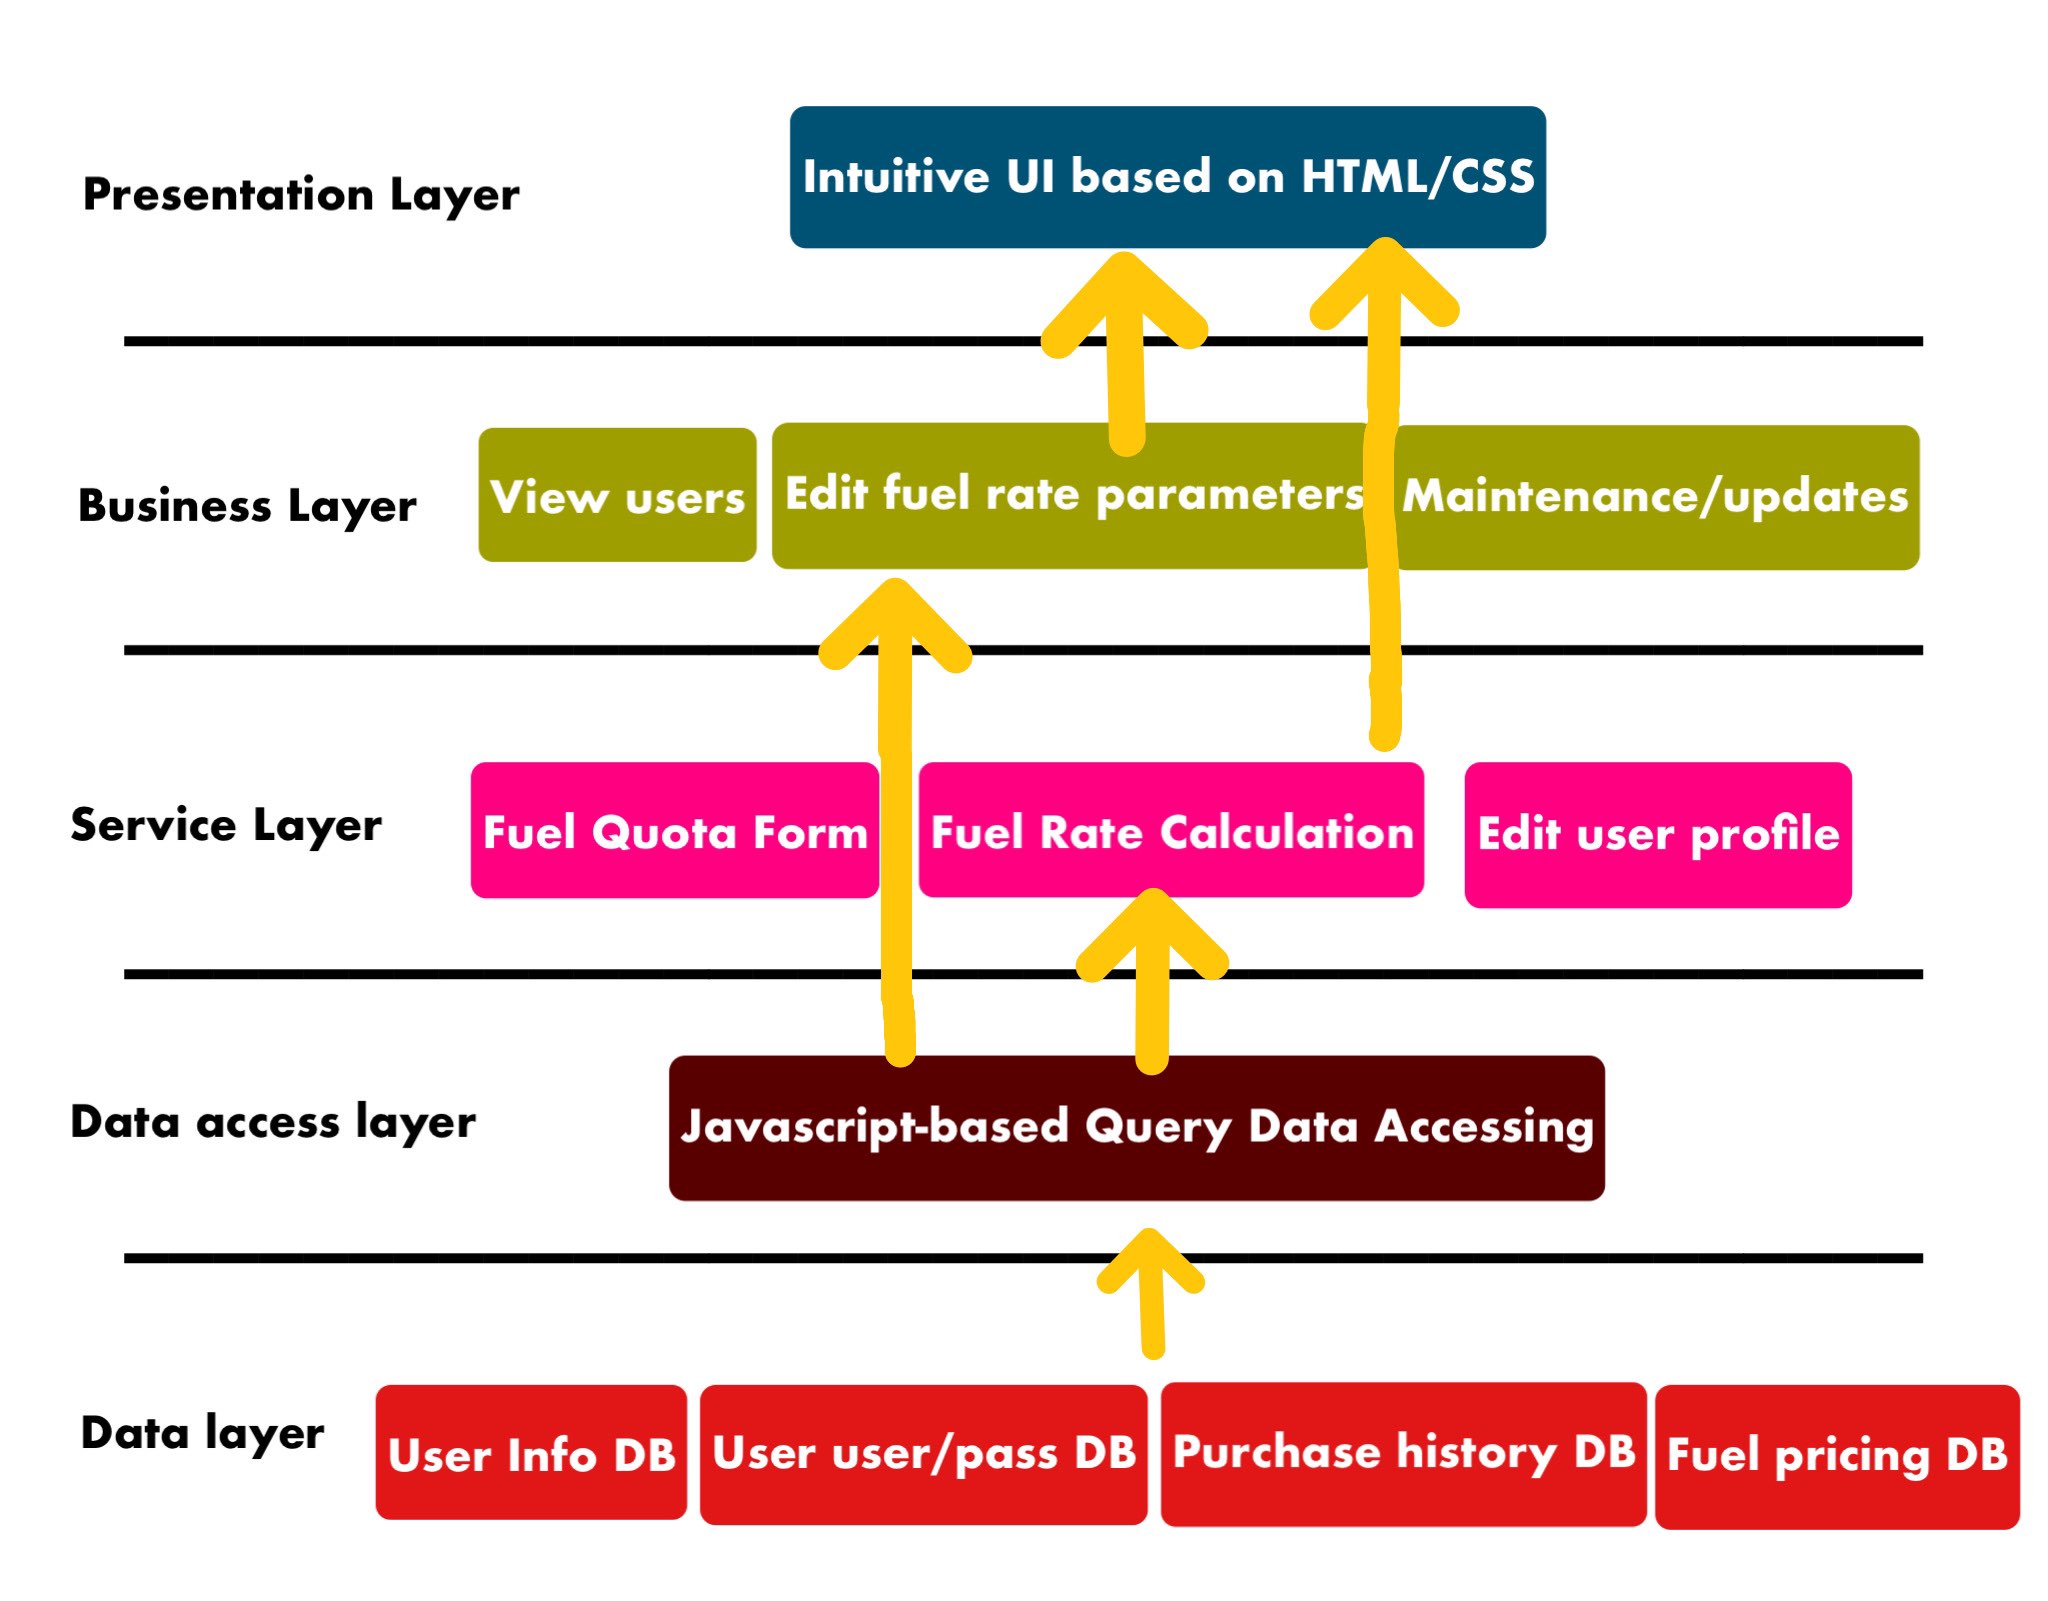 Presentation Layer
Intuitive UI based on HTML/CSS
Business Layer
View users
Edit fuel rate parameters
Maintenance/updates
Service Layer
Fuel Quota Form
Fuel Rate Calculation
Edit user profile
Data access layer
Javascript-based Query Data Accessing
Data layer
User Info DB
User user/pass DB
Purchase history DB
Fuel pricing DB